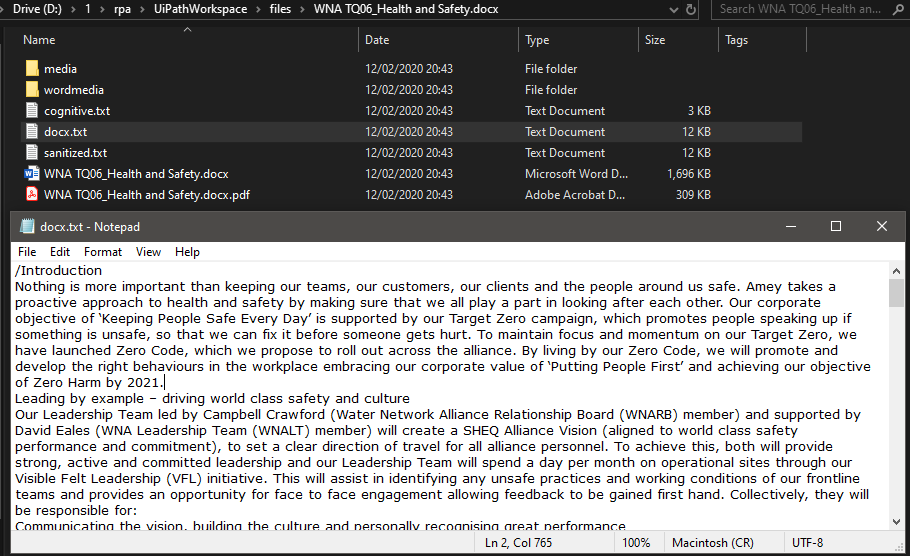 Drive (D:) > 1 > rpa > UiPathWorkspace > files > WNA TQ06_Health and Safety.docx
Search WNA TQ06_Health an...
Name Date Type Size Tags
media 12/02/2020 20:43 File folder
wordmedia 12/02/2020 20:43 File folder
cognitive.txt 12/02/2020 20:43 Text Document 3 KB
docx.txt 12/02/2020 20:43 Text Document 12 KB
sanitized.txt 12/02/2020 20:43 Text Document 12 KB
WNA TQ06_Health and Safety.docx 12/02/2020 20:43 Microsoft Word D... 1,696 KB
WNA TQ06_Health and Safety.docx.pdf 12/02/2020 20:43 Adobe Acrobat D... 309 KB
docx.txt - Notepad
File Edit Format View Help
/Introduction
Nothing is more important than keeping our teams, our customers, our clients and the people around us safe. Amey takes a
proactive approach to health and safety by making sure that we all play a part in looking after each other. Our corporate
objective of ‘Keeping People Safe Every Day’ is supported by our Target Zero campaign, which promotes people speaking up if
something is unsafe, so that we can fix it before someone gets hurt. To maintain focus and momentum on our Target Zero, we
have launched Zero Code, which we propose to roll out across the alliance. By living by our Zero Code, we will promote and
develop the right behaviours in the workplace embracing our corporate value of ‘Putting People First’ and achieving our objective
of Zero Harm by 2021.
Leading by example – driving world class safety and culture
Our Leadership Team led by Campbell Crawford (Water Network Alliance Relationship Board (WNARB) member) and supported by
David Eales (WNA Leadership Team (WNALT) member) will create a SHEQ Alliance Vision (aligned to world class safety
performance and commitment), to set a clear direction of travel for all alliance personnel. To achieve this, both will provide
strong, active and committed leadership and our Leadership Team will spend a day per month on operational sites through our
Visible Felt Leadership (VFL) initiative. This will assist in identifying any unsafe practices and working conditions of our frontline
teams and provides an opportunity for face to face engagement allowing feedback to be gained first hand. Collectively, they will
be responsible for:
Communicating the vision, building the culture and personally recognising great performance
Ln 2, Col 765 100% Macintosh (CR) UTF-8